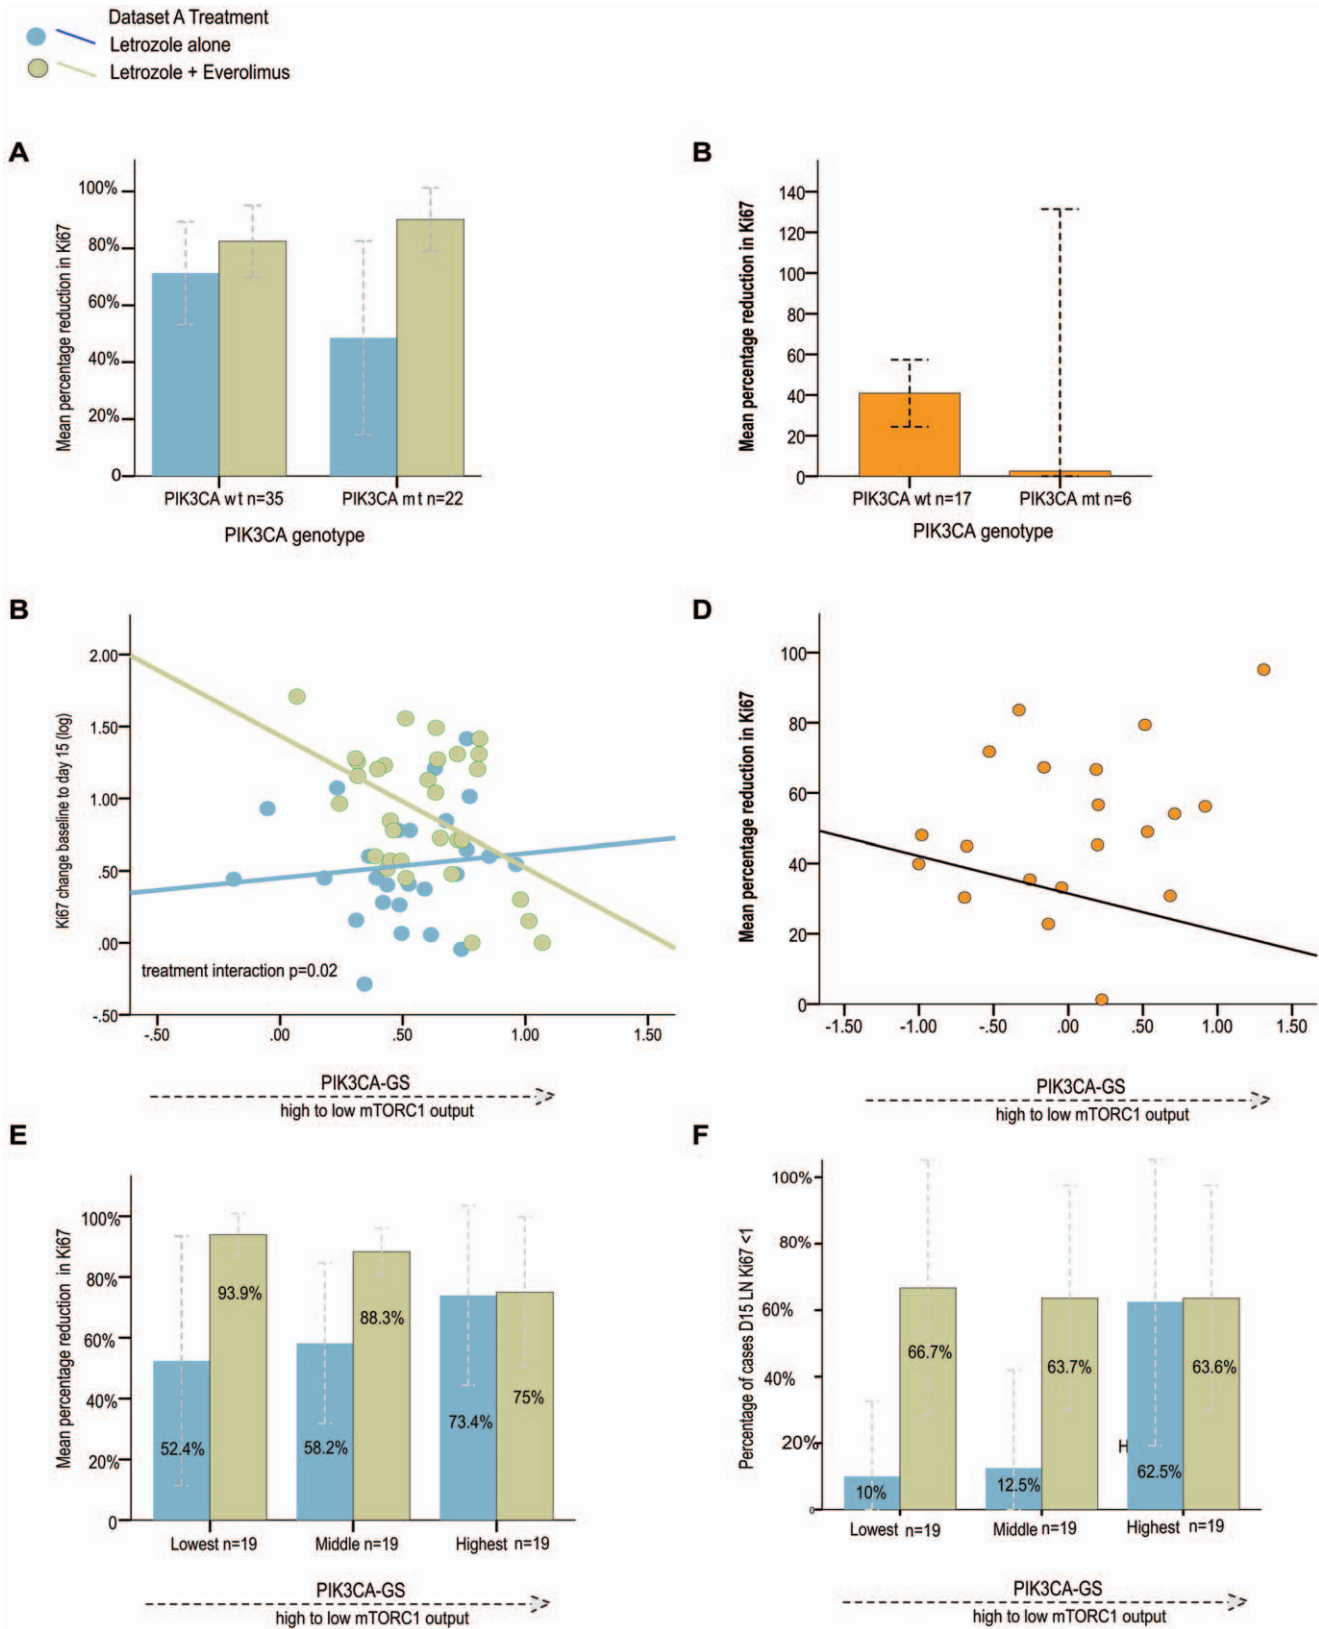 Dataset A Treatment
Letrozole alone
Letrozole + Everolimus
A
Mean percentage reduction in Ki67
100%
80%
60%
40%
20%
0
PIK3CA wt n=35
PIK3CA mt n=22
PIK3CA genotype
B
Mean percentage reduction in Ki67
140
120
100
80
60
40
20
0
PIK3CA wt n=17
PIK3CA mt n=6
PIK3CA genotype
B
Ki67 change baseline to day 15 (log)
2.00
1.50
1.00
.50
.00
-.50
treatment interaction p=0.02
-.50 .00 .50 1.00 1.50
PIK3CA-GS
high to low mTORC1 output
D
Mean percentage reduction in Ki67
100
80
60
40
20
0
-1.50 -1.00 -.50 .00 .50 1.00 1.50
PIK3CA-GS
high to low mTORC1 output
E
Mean percentage reduction in Ki67
100%
80%
60%
40%
20%
0
52.4%
93.9%
58.2%
88.3%
73.4%
75%
Lowest n=19
Middle n=19
Highest n=19
PIK3CA-GS
high to low mTORC1 output
F
Percentage of cases D15 LN Ki67 <1
100%
80%
60%
40%
20%
0
10%
66.7%
12.5%
63.7%
H
62.5%
63.6%
Lowest n=19
Middle n=19
Highest n=19
PIK3CA-GS
high to low mTORC1 output